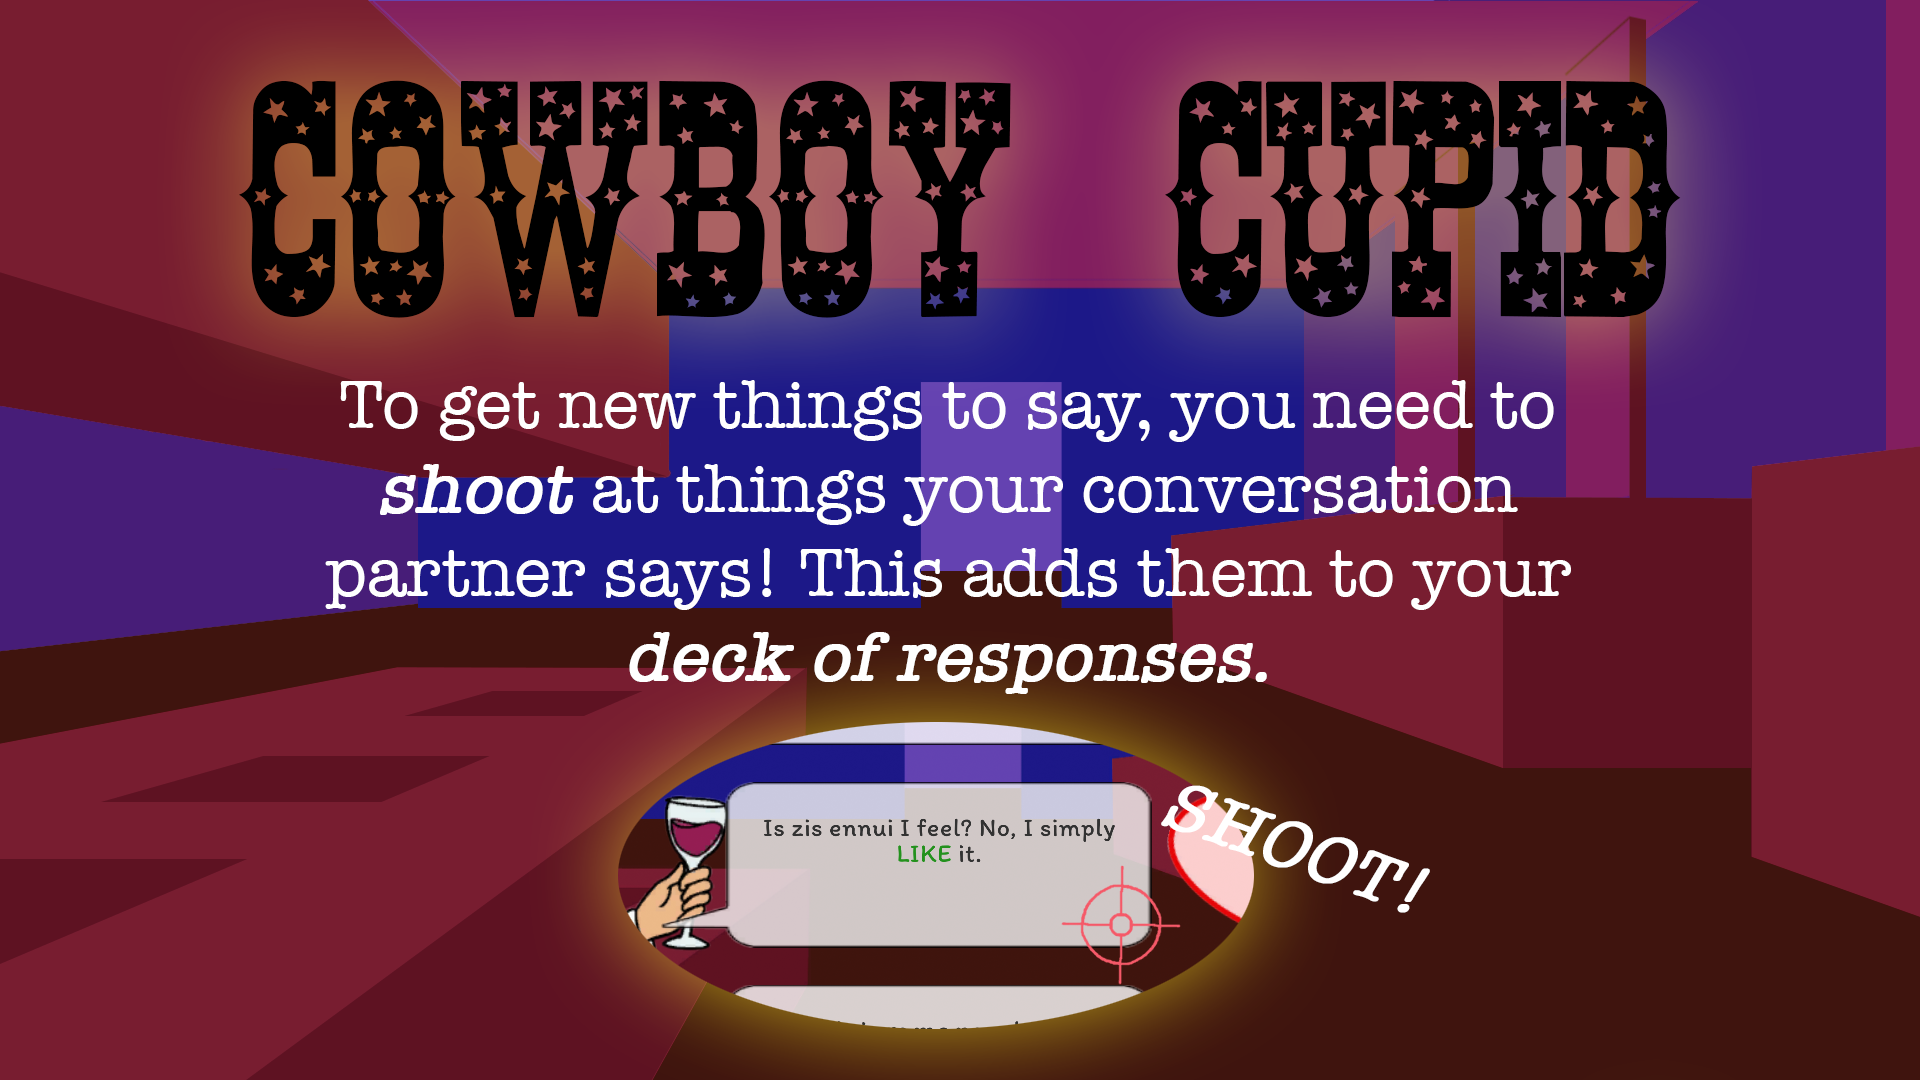 COWBOY CUPID
To get new things to say, you need to
shoot at things your conversation
partner says! This adds them to your
deck of responses.
Is zis ennui I feel? No, I simply
LIKE it.
SHOOT!